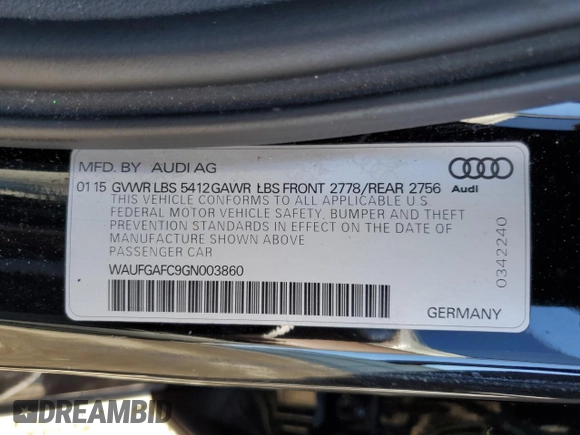 MFD. BY AUDI AG
01 15 GVWR LBS 5412 GAWR LBS FRONT 2778/REAR 2756
THIS VEHICLE CONFORMS TO ALL APPLICABLE U S
FEDERAL MOTOR VEHICLE SAFETY, BUMPER AND THEFT
PREVENTION STANDARDS IN EFFECT ON THE DATE OF
MANUFACTURE SHOWN ABOVE
PASSENGER CAR
WAUFGAFC9GN003860
Audi
0342240
GERMANY
DREAMBID